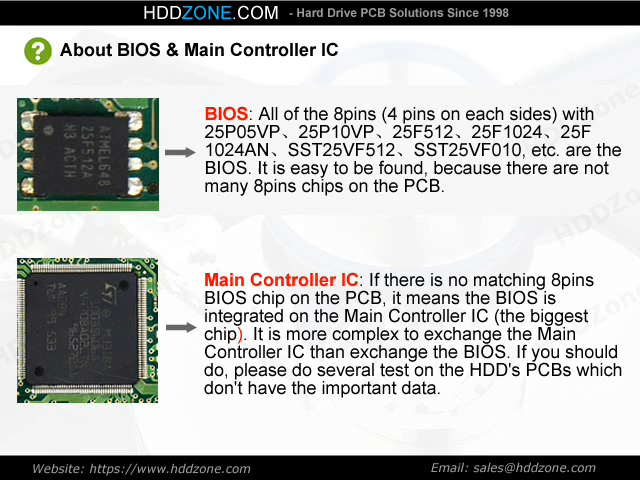 HDDZONE.COM - Hard Drive PCB Solutions Since 1998
? About BIOS & Main Controller IC
ATMEL648
25F512A
N3 ACTH
BIOS: All of the 8pins (4 pins on each sides) with
25P05VP、25P10VP、25F512、25F1024、25F
1024AN、SST25VF512、SST25VF010, etc. are the
BIOS. It is easy to be found, because there are not
many 8pins chips on the PCB.
Main Controller IC: If there is no matching 8pins
BIOS chip on the PCB, it means the BIOS is
integrated on the Main Controller IC (the biggest
chip). It is more complex to exchange the Main
Controller IC than exchange the BIOS. If you should
do, please do several test on the HDD's PCBs which
don't have the important data.
Website: https://www.hddzone.com Email: sales@hddzone.com